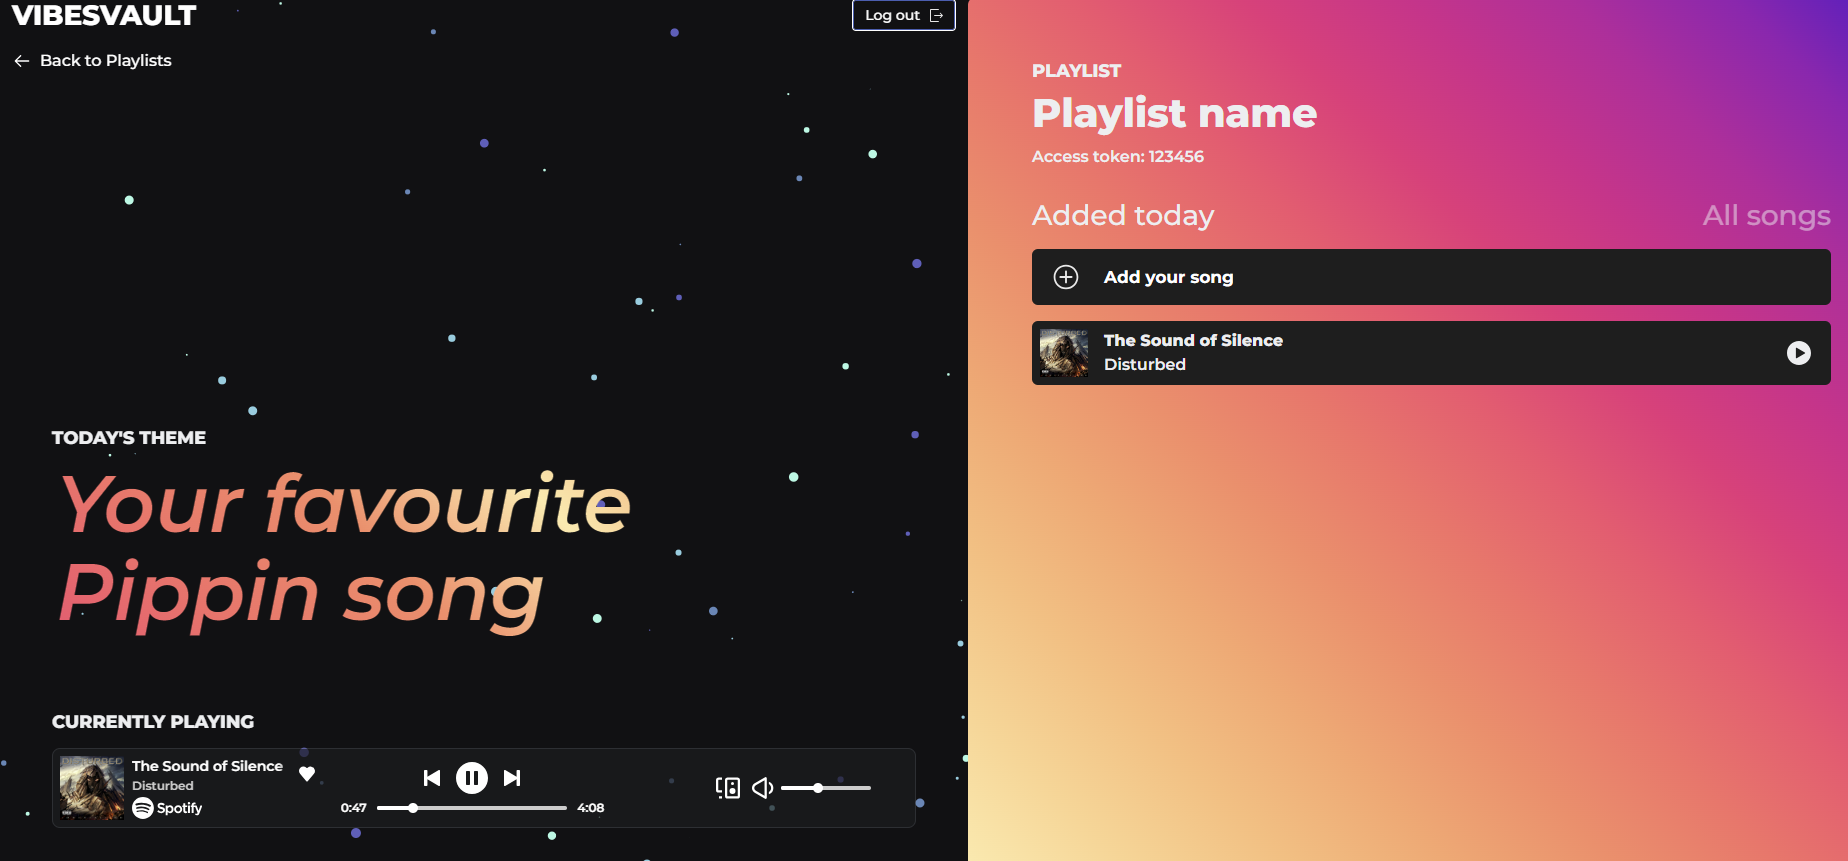 VIBESVAULT
Log out
Back to Playlists
TODAY'S THEME
Your favourite
Pippin song
CURRENTLY PLAYING
DISTURBED
The Sound of Silence
Disturbed
Spotify
0:47
4:08
PLAYLIST
Playlist name
Access token: 123456
Added today
All songs
Add your song
DISTURBED
The Sound of Silence
Disturbed